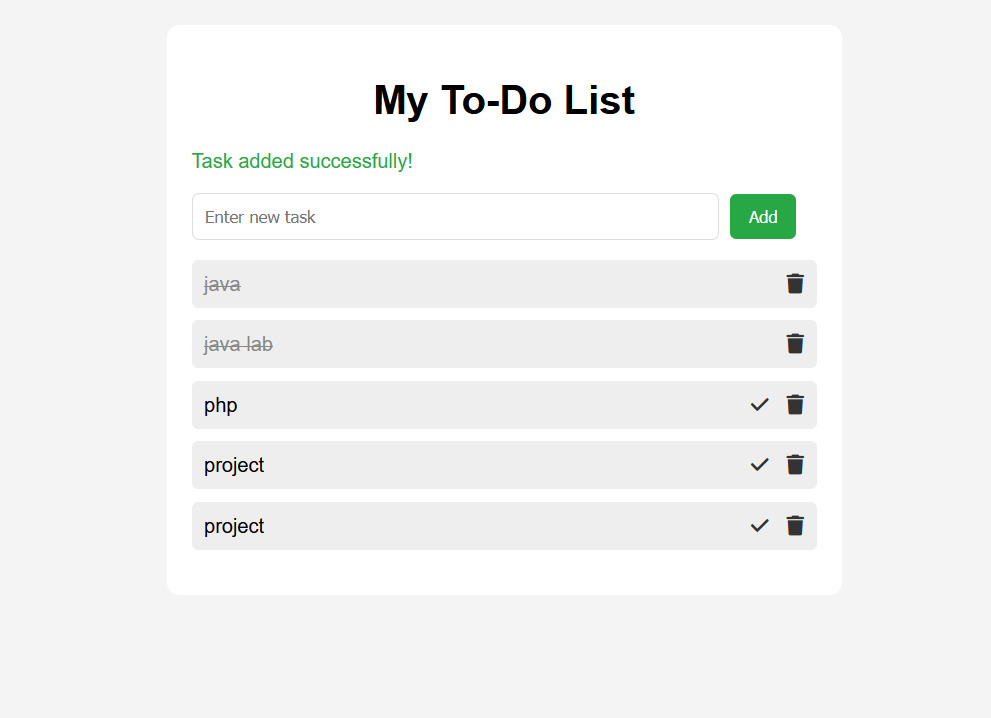 My To-Do List
Task added successfully!
Enter new task
Add
java
java lab
php
project
project